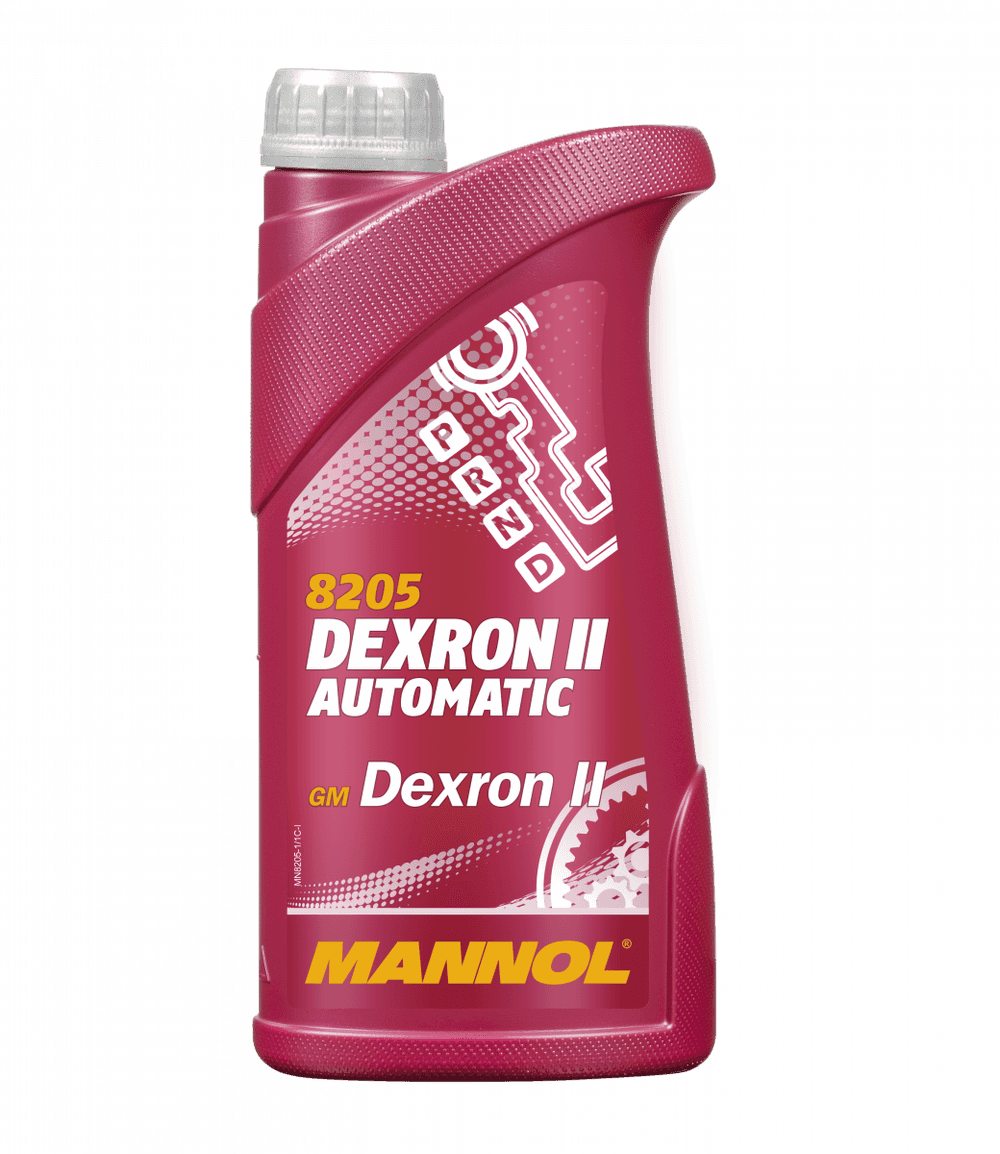 P
R
N
D
8205
DEXRON II
AUTOMATIC
GM Dexron II
MN8205-1/1C-I
MANNOL®